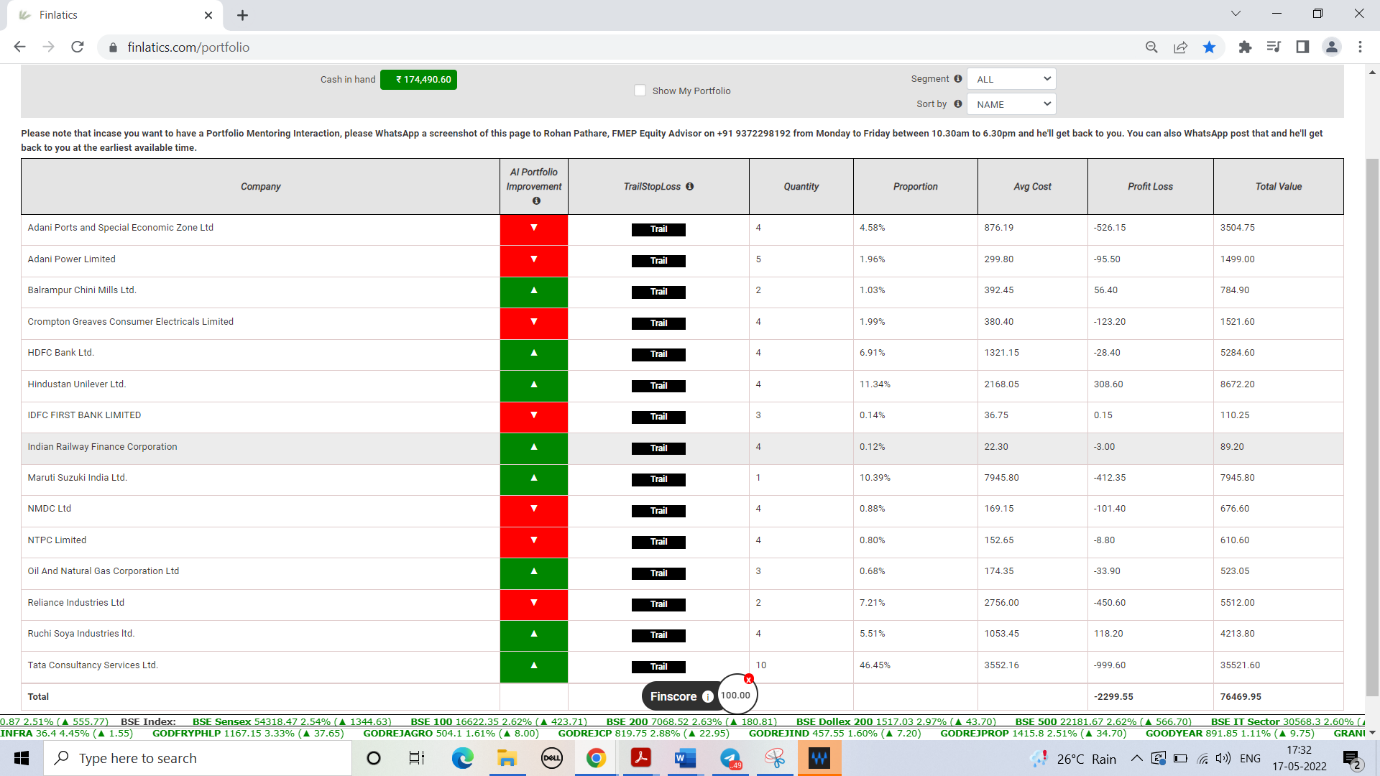 Finlatics
finlatics.com/portfolio
Cash in hand ₹ 174,490.60 Show My Portfolio Segment ALL
Sort by NAME
Please note that incase you want to have a Portfolio Mentoring Interaction, please WhatsApp a screenshot of this page to Rohan Pathare, FMEP Equity Advisor on +91 9372298192 from Monday to Friday between 10.30am to 6.30pm and he'll get back to you. You can also WhatsApp post that and he'll get
back to you at the earliest available time.
Company AI Portfolio Improvement TrailStopLoss Quantity Proportion Avg Cost Profit Loss Total Value
Adani Ports and Special Economic Zone Ltd ▼ Trail 4 4.58% 876.19 -526.15 3504.75
Adani Power Limited ▼ Trail 5 1.96% 299.80 -95.50 1499.00
Balrampur Chini Mills Ltd. ▲ Trail 2 1.03% 392.45 56.40 784.90
Crompton Greaves Consumer Electricals Limited ▼ Trail 4 1.99% 380.40 -123.20 1521.60
HDFC Bank Ltd. ▲ Trail 4 6.91% 1321.15 -28.40 5284.60
Hindustan Unilever Ltd. ▲ Trail 4 11.34% 2168.05 308.60 8672.20
IDFC FIRST BANK LIMITED ▼ Trail 3 0.14% 36.75 0.15 110.25
Indian Railway Finance Corporation ▲ Trail 4 0.12% 22.30 -3.00 89.20
Maruti Suzuki India Ltd. ▲ Trail 1 10.39% 7945.80 -412.35 7945.80
NMDC Ltd ▼ Trail 4 0.88% 169.15 -101.40 676.60
NTPC Limited ▼ Trail 4 0.80% 152.65 -8.80 610.60
Oil And Natural Gas Corporation Ltd ▲ Trail 3 0.68% 174.35 -33.90 523.05
Reliance Industries Ltd ▼ Trail 2 7.21% 2756.00 -450.60 5512.00
Ruchi Soya Industries ltd. ▲ Trail 4 5.51% 1053.45 118.20 4213.80
Tata Consultancy Services Ltd. ▲ Trail 10 46.45% 3552.16 -999.60 35521.60
Total Finscore i 100.00 x -2299.55 76469.95
0.87 2.51% (▲ 555.77) BSE Index: BSE Sensex 54318.47 2.54% (▲ 1344.63) BSE 100 16622.35 2.62% (▲ 423.71) BSE 200 7068.52 2.63% (▲ 180.81) BSE Dollex 200 1517.03 2.97% (▲ 43.70) BSE 500 22181.67 2.62% (▲ 566.70) BSE IT Sector 30568.3 2.60% (▲
INFRA 36.4 4.45% (▲ 1.55) GODFRYPHLP 1167.15 3.33% (▲ 37.65) GODREJAGRO 504.1 1.61% (▲ 8.00) GODREJCP 819.75 2.88% (▲ 22.95) GODREJIND 457.55 1.60% (▲ 7.20) GODREJPROP 1415.8 2.51% (▲ 34.70) GOODYEAR 891.85 1.11% (▲ 9.75) GRANI
Type here to search DELL W 49 26°C Rain ENG 17:32
17-05-2022 2